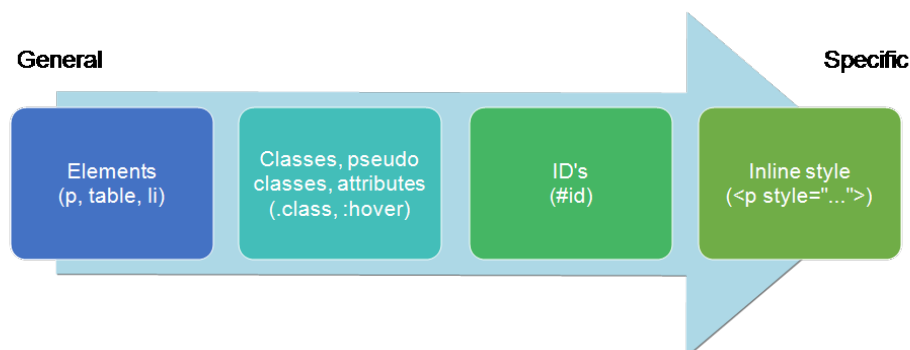 General
Specific
Elements
(p, table, li)
Classes, pseudo
classes, attributes
(.class, :hover)
ID's
(#id)
Inline style
(<p style="...">)